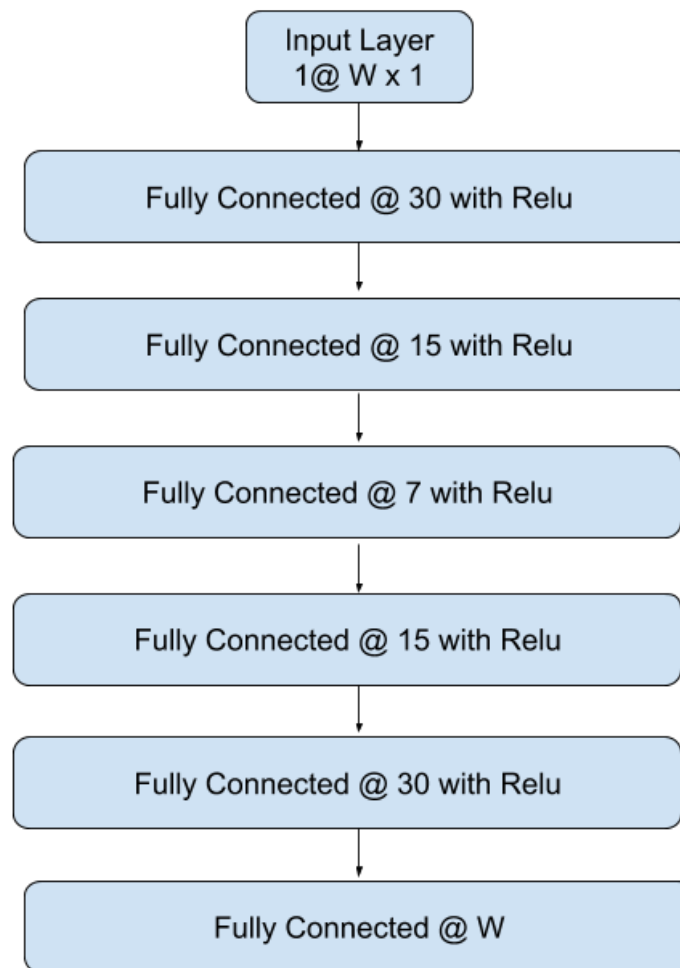 Input Layer
1@ W x 1
Fully Connected @ 30 with Relu
Fully Connected @ 15 with Relu
Fully Connected @ 7 with Relu
Fully Connected @ 15 with Relu
Fully Connected @ 30 with Relu
Fully Connected @ W